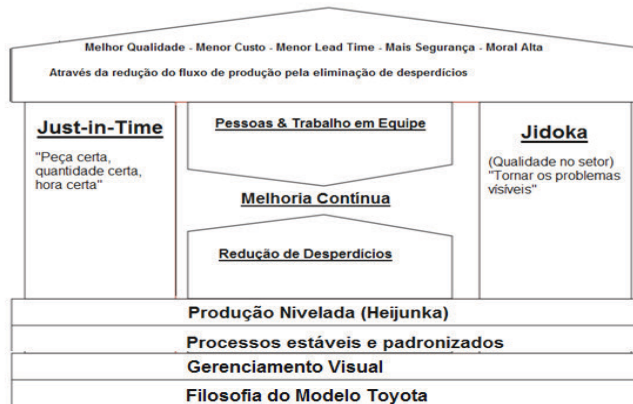 Melhor Qualidade - Menor Custo - Menor Lead Time - Mais Segurança - Moral Alta
Através da redução do fluxo de produção pela eliminação de desperdícios
Just-in-Time
"Peça certa,
quantidade certa,
hora certa"
Pessoas & Trabalho em Equipe
Melhoria Contínua
Redução de Desperdícios
Jidoka
(Qualidade no setor)
"Tornar os problemas
vísíveis"
Produção Nivelada (Heijunka)
Processos estáveis e padronizados
Gerenciamento Visual
Filosofia do Modelo Toyota